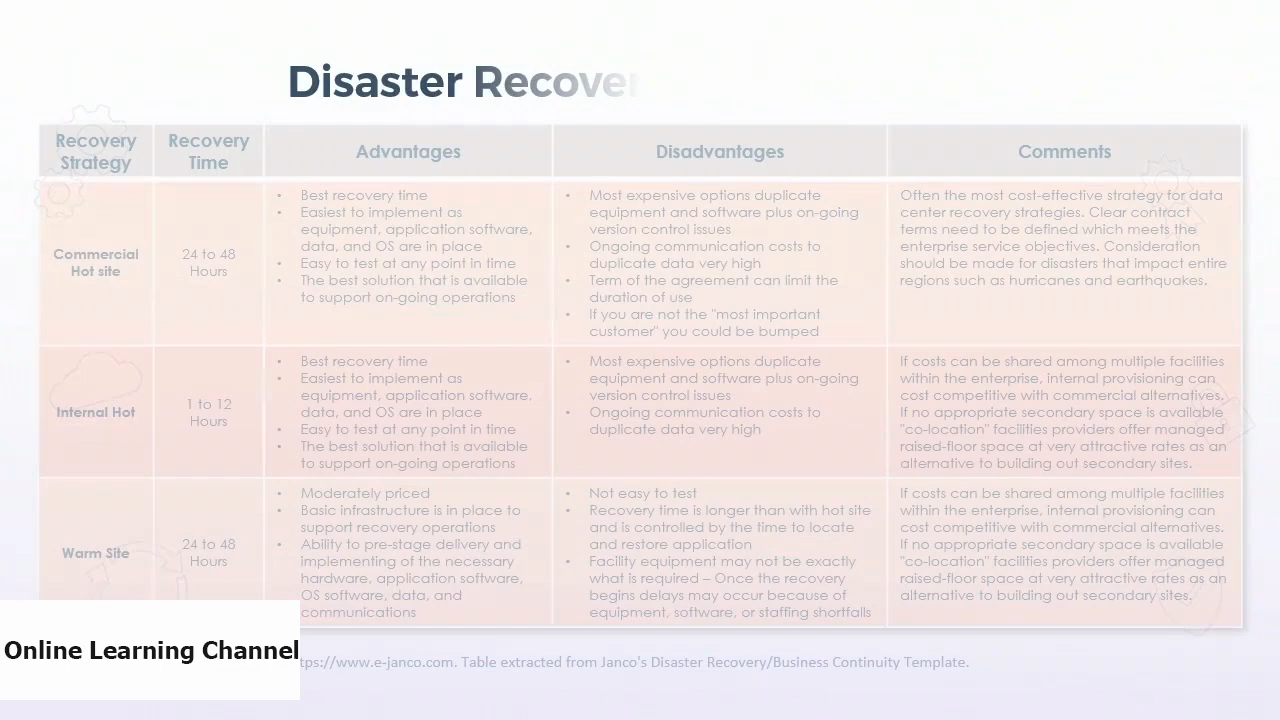 Disaster Recover
Recovery
Strategy
Recovery
Time
Advantages
Disadvantages
Comments
Commercial
Hot site
24 to 48
Hours
• Best recovery time
• Easiest to implement as
equipment, application software,
data, and OS are in place
• Easy to test at any point in time
• The best solution that is available
to support on-going operations
• Most expensive options duplicate
equipment and software plus on-going
version control issues
• Ongoing communication costs to
duplicate data very high
• Term of the agreement can limit the
duration of use
• If you are not the "most important
customer" you could be bumped
Often the most cost-effective strategy for data
center recovery strategies. Clear contract
terms need to be defined which meets the
enterprise service objectives. Consideration
should be made for disasters that impact entire
regions such as hurricanes and earthquakes.
Internal Hot
1 to 12
Hours
• Best recovery time
• Easiest to implement as
equipment, application software,
data, and OS are in place
• Easy to test at any point in time
• The best solution that is available
to support on-going operations
• Most expensive options duplicate
equipment and software plus on-going
version control issues
• Ongoing communication costs to
duplicate data very high
If costs can be shared among multiple facilities
within the enterprise, internal provisioning can
cost competitive with commercial alternatives.
If no appropriate secondary space is available
"co-location" facilities providers offer managed
raised-floor space at very attractive rates as an
alternative to building out secondary sites.
Warm Site
24 to 48
Hours
• Moderately priced
• Basic infrastructure is in place to
support recovery operations
• Ability to pre-stage delivery and
implementing of the necessary
hardware, application software,
OS software, data, and
communications
• Not easy to test
• Recovery time is longer than with hot site
and is controlled by the time to locate
and restore application
• Facility equipment may not be exactly
what is required – Once the recovery
begins delays may occur because of
equipment, software, or staffing shortfalls
If costs can be shared among multiple facilities
within the enterprise, internal provisioning can
cost competitive with commercial alternatives.
If no appropriate secondary space is available
"co-location" facilities providers offer managed
raised-floor space at very attractive rates as an
alternative to building out secondary sites.
Online Learning Channel
ttps://www.e-janco.com. Table extracted from Janco's Disaster Recovery/Business Continuity Template.